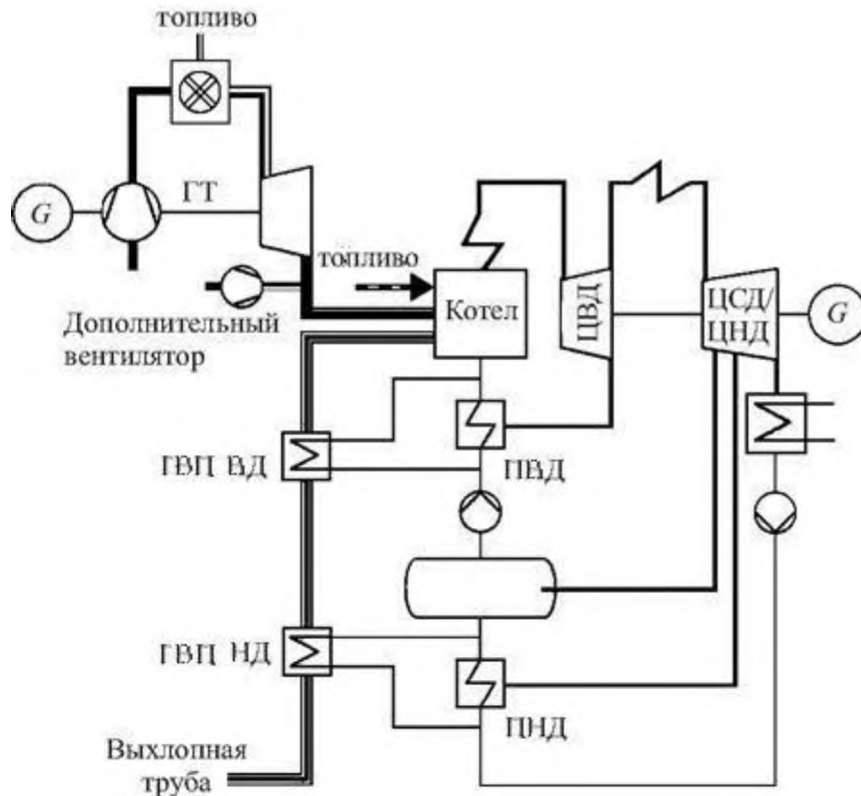 топливо
ГТ
G
топливо
Дополнительный
вентилятор
Котел
ЦВД
ЦСД/
ЦНД
G
ГВП ВД
ПВД
ГВП НД
ПНД
Выхлопная
труба